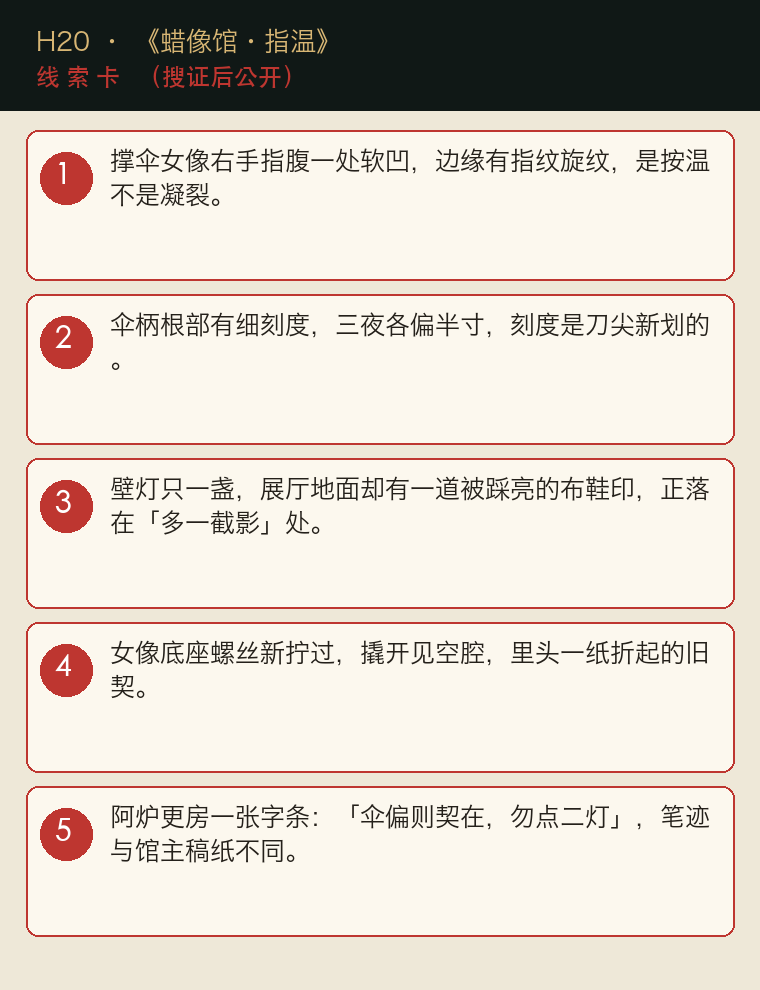 H20 · 《蜡像馆·指温》
线索卡 （搜证后公开）
1
撑伞女像右手指腹一处软凹，边缘有指纹旋纹，是按温
不是凝裂。
2
伞柄根部有细刻度，三夜各偏半寸，刻度是刀尖新划的
。
3
壁灯只一盏，展厅地面却有一道被踩亮的布鞋印，正落
在「多一截影」处。
4
女像底座螺丝新拧过，撬开见空腔，里头一纸折起的旧
契。
5
阿炉更房一张字条：「伞偏则契在，勿点二灯」，笔迹
与馆主稿纸不同。